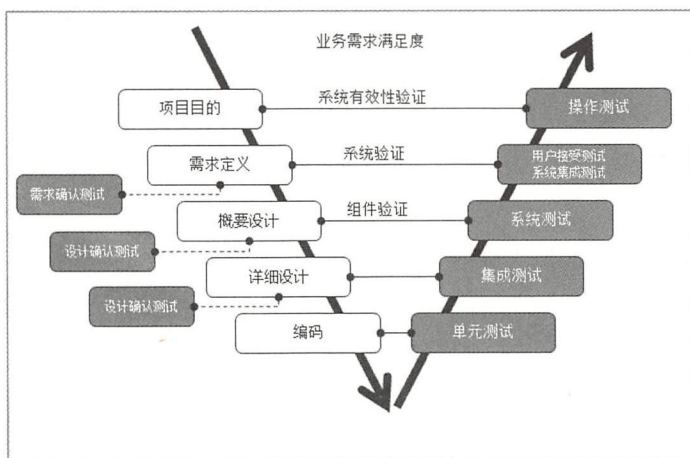 业务需求满足度
项目目的
系统有效性验证
操作测试
需求定义
系统验证
用户接受测试
系统集成测试
需求确认测试
概要设计
组件验证
系统测试
设计确认测试
详细设计
集成测试
设计确认测试
编码
单元测试